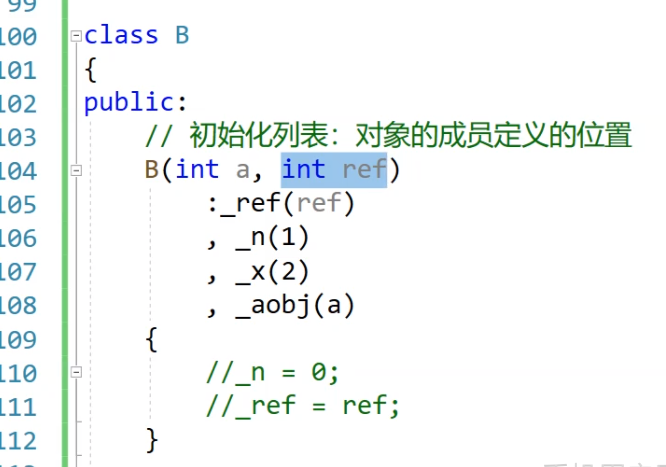 99
100 class B
101 {
102 public:
103 // 初始化列表：对象的成员定义的位置
104 B(int a, int ref)
105 :_ref(ref)
106 , _n(1)
107 , _x(2)
108 , _aobj(a)
109 {
110 //_n = 0;
111 //_ref = ref;
112 }